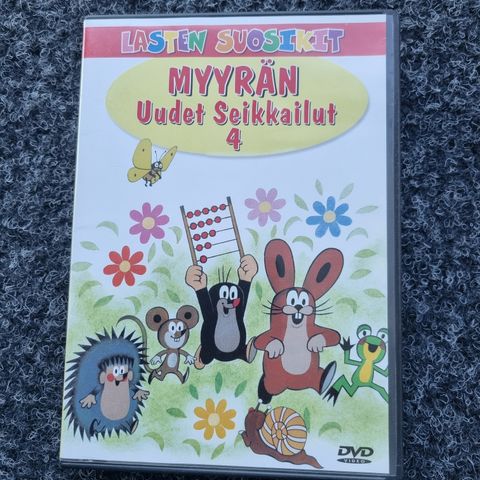 LASTEN SUOSIKIT
MYYRÄN
Uudet Seikkailut
4
DVD
VIDEO